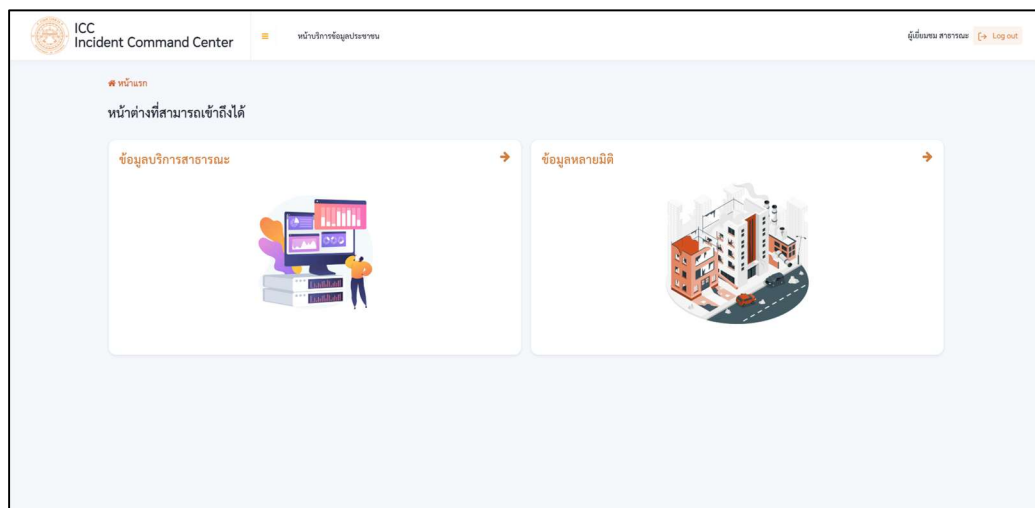 ICC
Incident Command Center
หน้าบริการข้อมูลประชาชน
ผู้เยี่ยมชม สาธารณะ
Log out
หน้าแรก
หน้าต่างที่สามารถเข้าถึงได้
ข้อมูลบริการสาธารณะ
ข้อมูลหลายมิติ